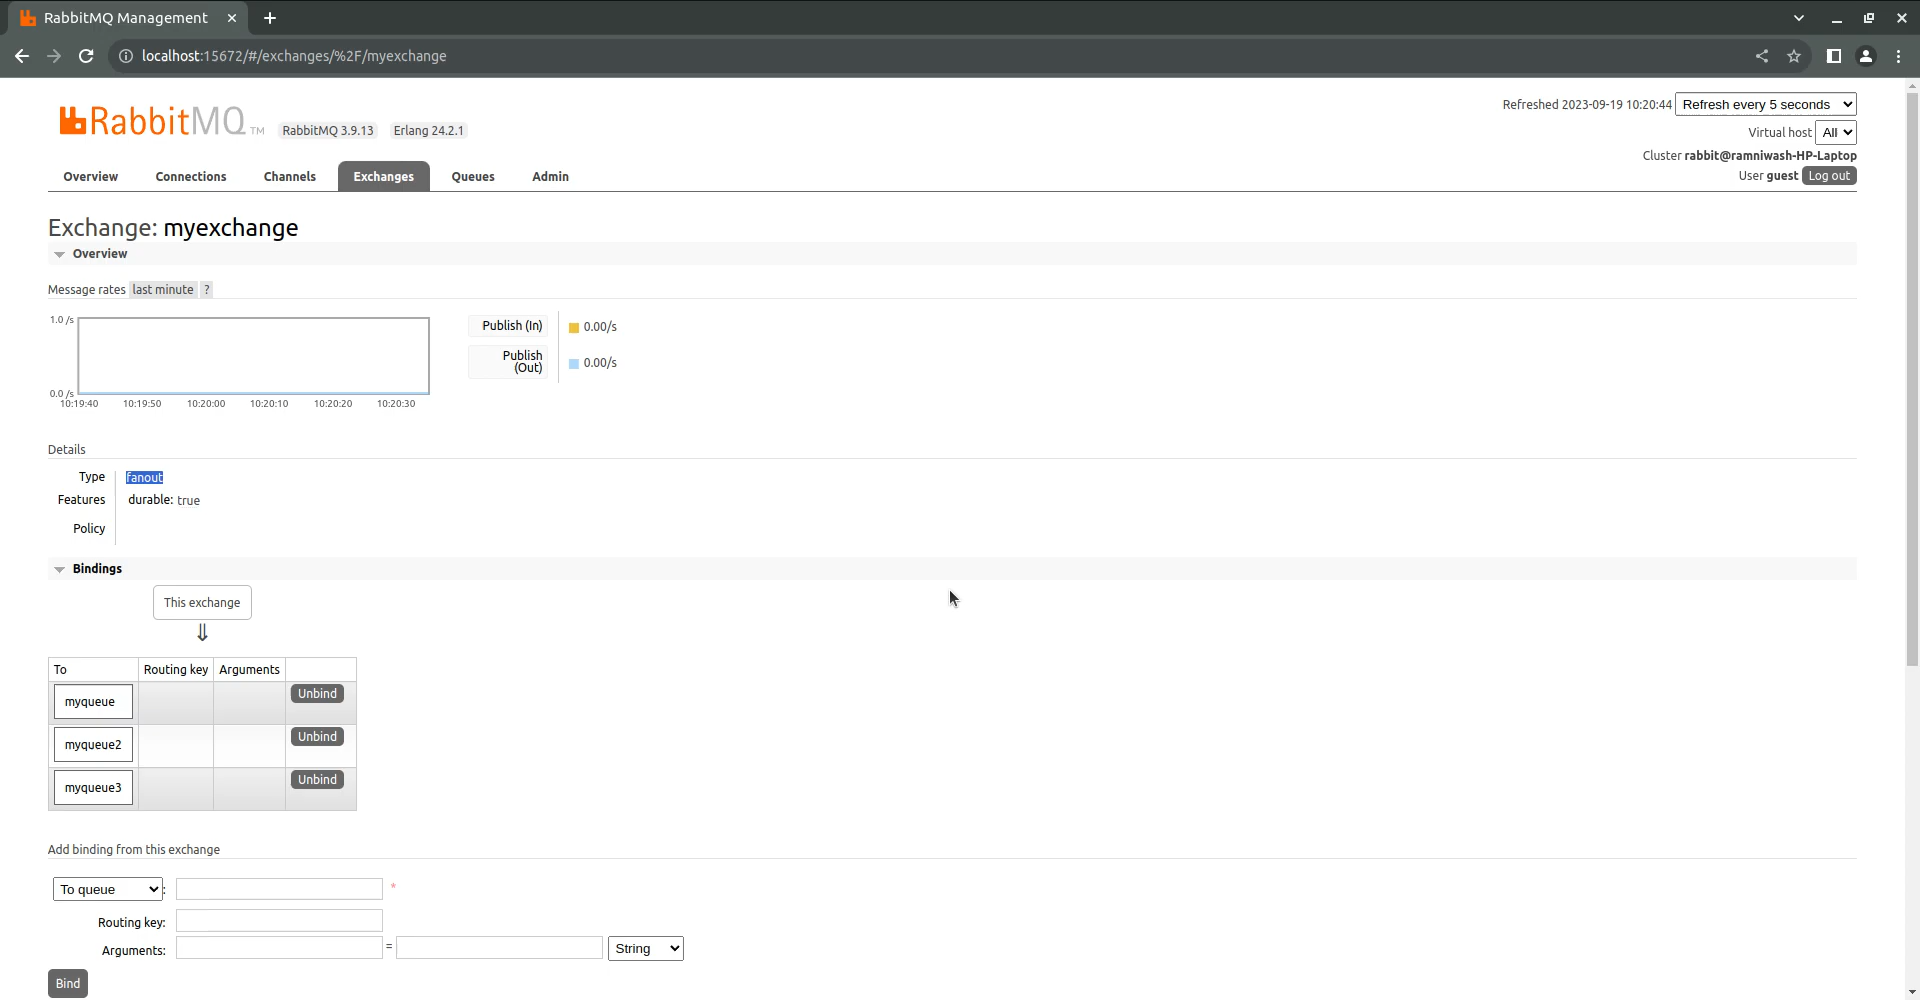 RabbitMQ Management
localhost:15672/#/exchanges/%2F/myexchange
RabbitMQ TM RabbitMQ 3.9.13 Erlang 24.2.1
Refreshed 2023-09-19 10:20:44 Refresh every 5 seconds
Virtual host All
Cluster rabbit@ramniwash-HP-Laptop
User guest Log out
Overview Connections Channels Exchanges Queues Admin
Exchange: myexchange
Overview
Message rates last minute ?
1.0 /s
0.0 /s
10:19:40 10:19:50 10:20:00 10:20:10 10:20:20 10:20:30
Publish (In) 0.00/s
Publish
(Out) 0.00/s
Details
Type fanout
Features durable: true
Policy
Bindings
This exchange
⇓
To Routing key Arguments
myqueue Unbind
myqueue2 Unbind
myqueue3 Unbind
Add binding from this exchange
To queue : *
Routing key:
Arguments: = String
Bind